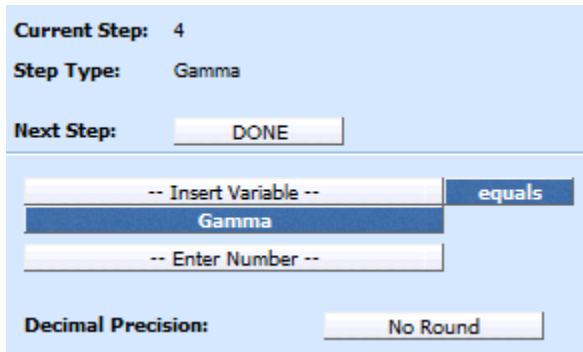 Current Step: 4
Step Type: Gamma
Next Step: DONE
-- Insert Variable -- equals
Gamma
-- Enter Number --
Decimal Precision: No Round